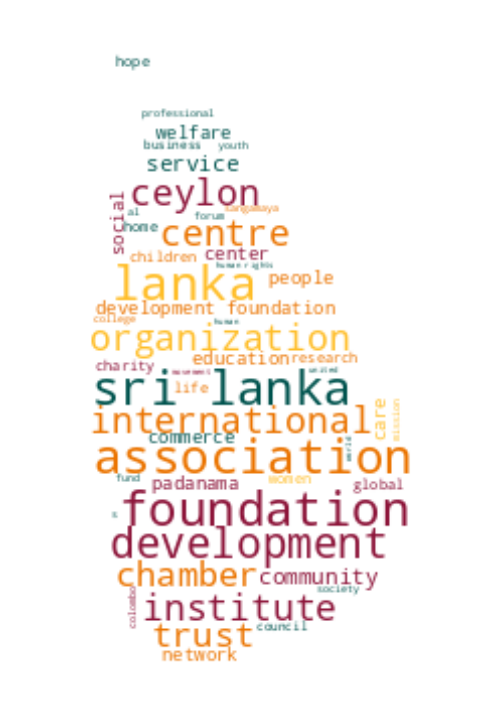 hope
professional
welfare
business youth
service
ceylon
social
sangamaya
al
forum
home
centre
children center
human rights
lanka people
development foundation
college
human
organization
education research
charity
movement
united
sri lanka
life
international
care
mission
commerce
world
association
fund
padanama
women
global
s
foundation
development
chamber community
colombo
society
institute
trust council
network